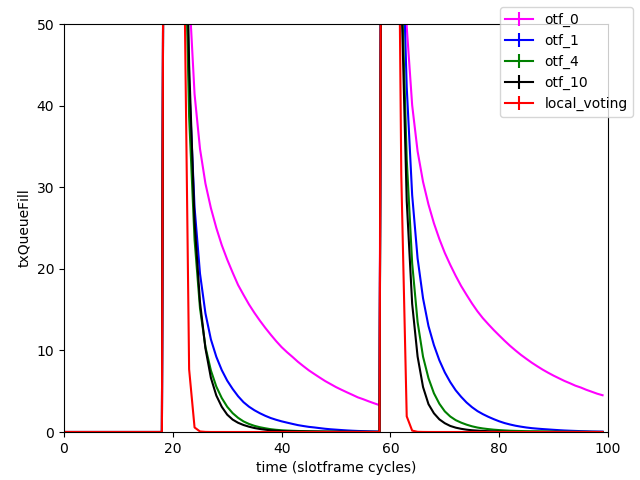 otf_0
otf_1
otf_4
otf_10
local_voting
txQueueFill
50
40
30
20
10
0
0 20 40 60 80 100
time (slotframe cycles)